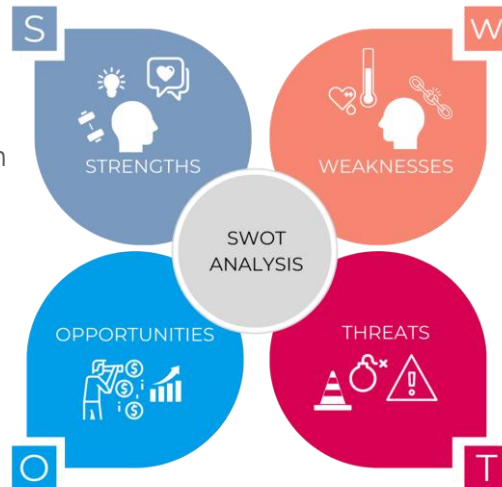 S
W
STRENGTHS
WEAKNESSES
SWOT
ANALYSIS
OPPORTUNITIES
THREATS
O
T